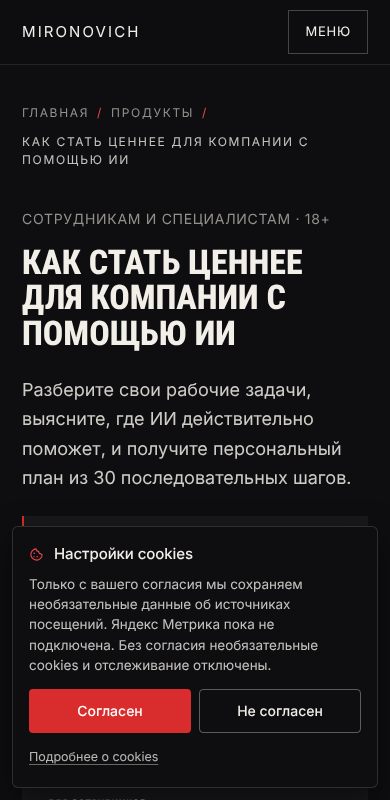 MIRONOVICH
МЕНЮ
ГЛАВНАЯ / ПРОДУКТЫ /
КАК СТАТЬ ЦЕННЕЕ ДЛЯ КОМПАНИИ С
ПОМОЩЬЮ ИИ
СОТРУДНИКАМ И СПЕЦИАЛИСТАМ · 18+
КАК СТАТЬ ЦЕННЕЕ
ДЛЯ КОМПАНИИ С
ПОМОЩЬЮ ИИ
Разберите свои рабочие задачи,
выясните, где ИИ действительно
поможет, и получите персональный
план из 30 последовательных шагов.
Настройки cookies
Только с вашего согласия мы сохраняем
необязательные данные об источниках
посещений. Яндекс Метрика пока не
подключена. Без согласия необязательные
cookies и отслеживание отключены.
Согласен
Не согласен
Подробнее о cookies